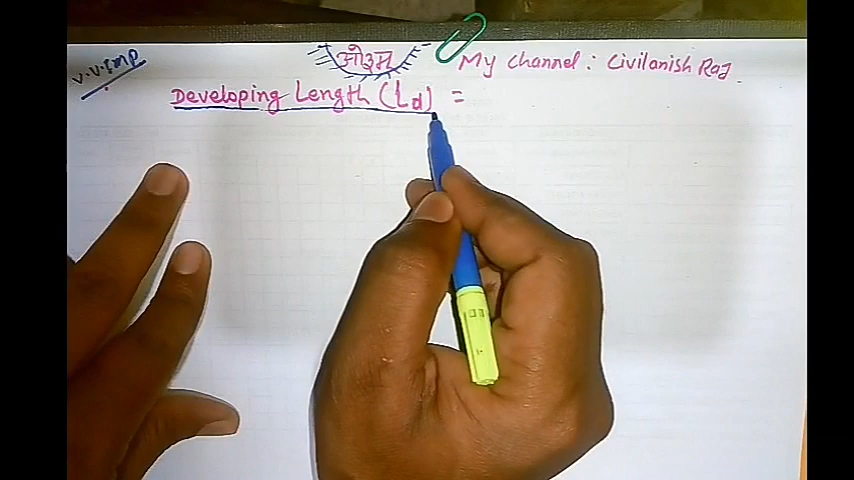 V.V.Imp
ओ३म
My channel : Civilanish Raj
Developing Length (Ld) =